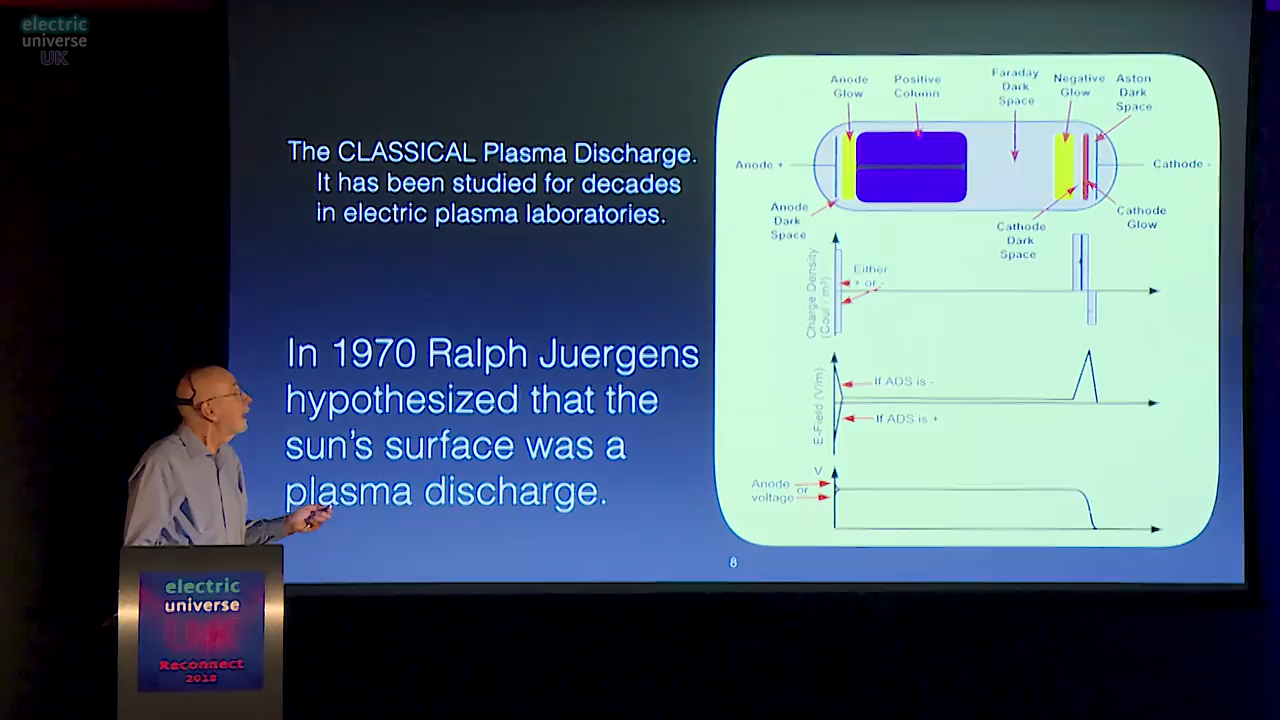 electric
universe
UK
The CLASSICAL Plasma Discharge.
It has been studied for decades
in electric plasma laboratories.
In 1970 Ralph Juergens
hypothesized that the
sun's surface was a
plasma discharge.
Anode
Glow
Positive
Column
Faraday
Dark
Space
Negative
Glow
Aston
Dark
Space
Anode +
Cathode -
Anode
Dark
Space
Cathode
Dark
Space
Cathode
Glow
Charge Density
(Coul / m³)
Either
+ or -
E-Field (V/m)
If ADS is -
If ADS is +
V
Anode
voltage
or
8
electric
universe
UK
Reconnect
2018